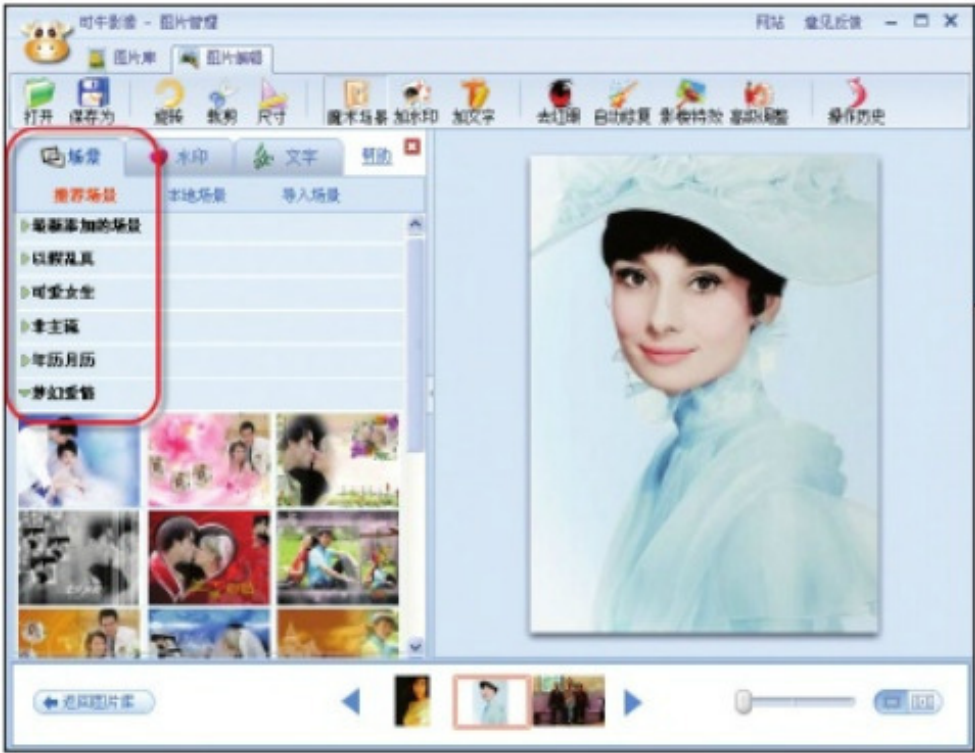 可牛影像 - 图片管理
网站 意见反馈
图片库 图片编辑
打开 保存为 旋转 裁剪 尺寸 魔术场景 加水印 加文字 去红眼 自动修复 影楼特效 高级调整 操作历史
场景 水印 文字 帮助
推荐场景 本地场景 导入场景
最新添加的场景
以假乱真
可爱女生
非主流
年历月历
梦幻爱情
返回图片库